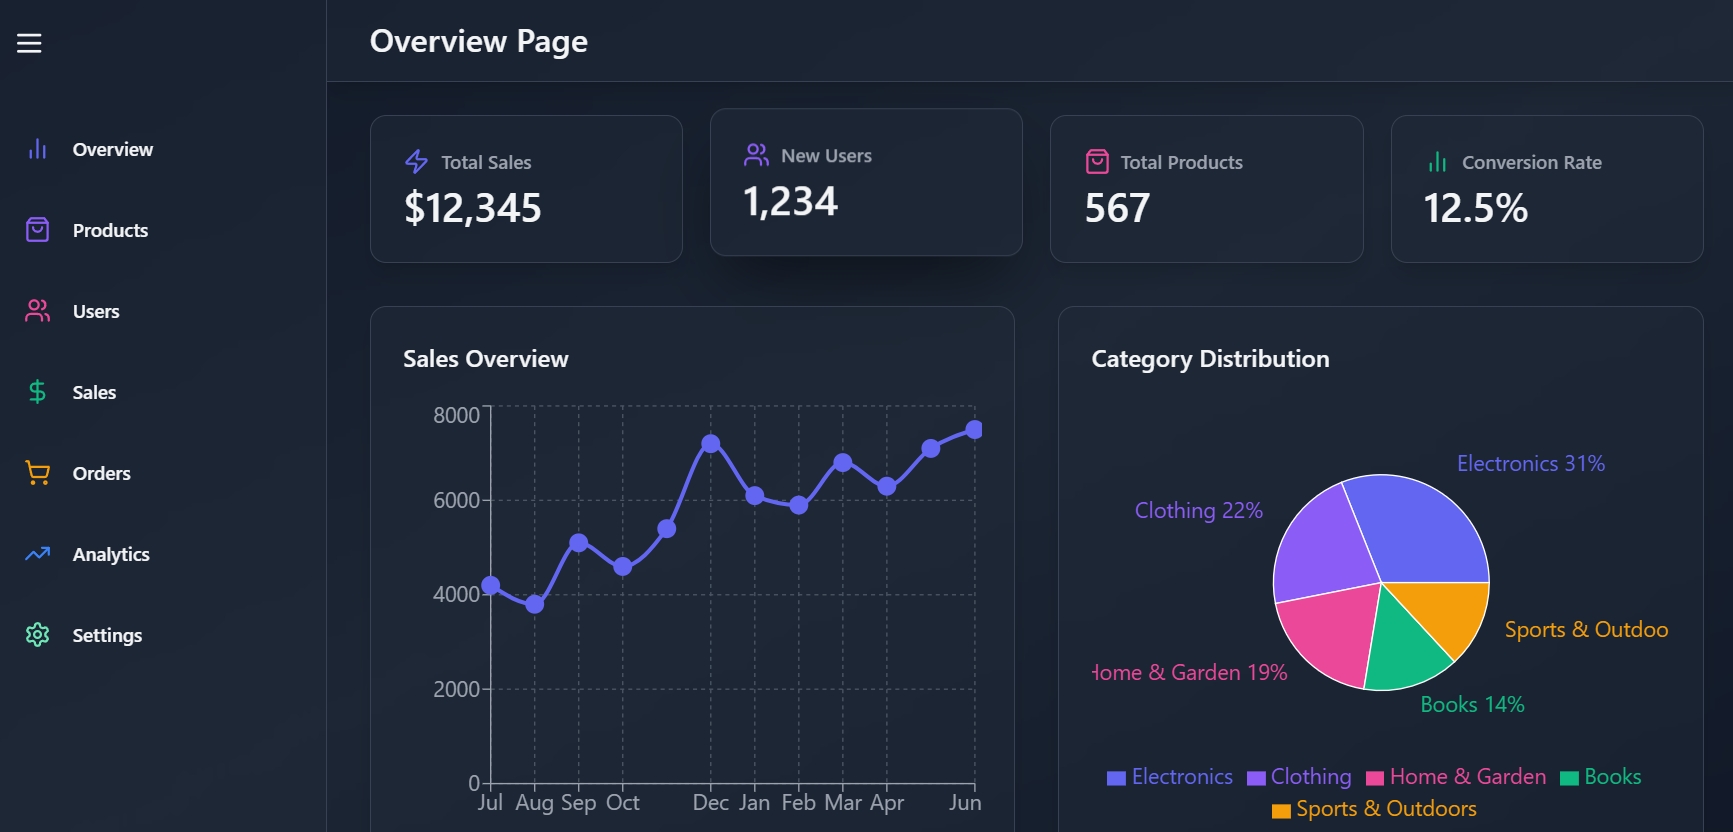 Overview Page
Overview
Products
Users
Sales
Orders
Analytics
Settings
Total Sales
$12,345
New Users
1,234
Total Products
567
Conversion Rate
12.5%
Sales Overview
8000
6000
4000
2000
0
Jul Aug Sep Oct Dec Jan Feb Mar Apr Jun
Category Distribution
Electronics 31%
Clothing 22%
Sports & Outdoo
ome & Garden 19%
Books 14%
Electronics Clothing Home & Garden Books
Sports & Outdoors